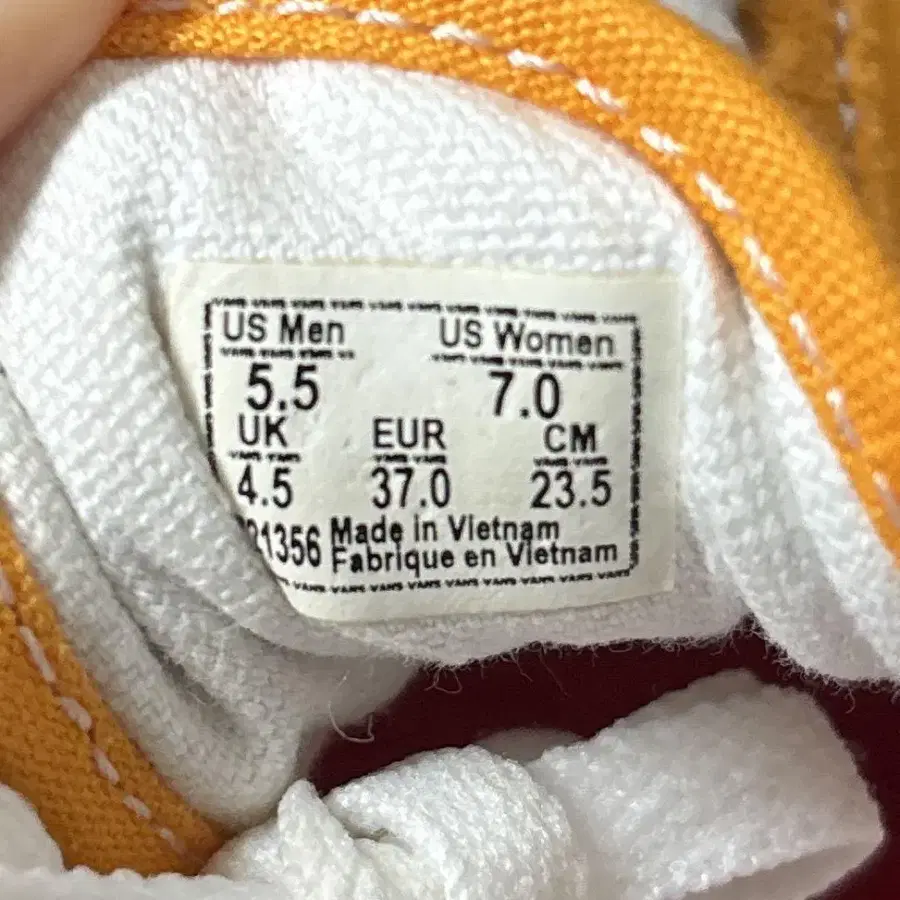 US Men US Women
5.5 7.0
UK EUR CM
4.5 37.0 23.5
Made in Vietnam
Fabrique en Vietnam